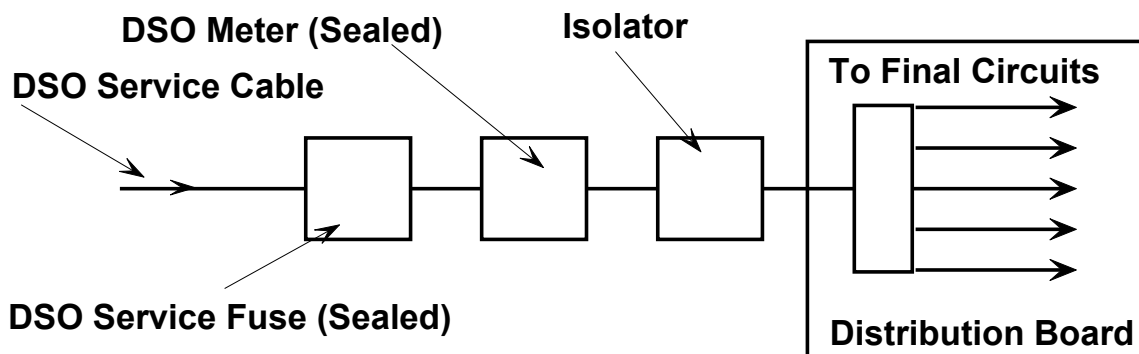 DSO Meter (Sealed)
Isolator
To Final Circuits
DSO Service Cable
DSO Service Fuse (Sealed)
Distribution Board